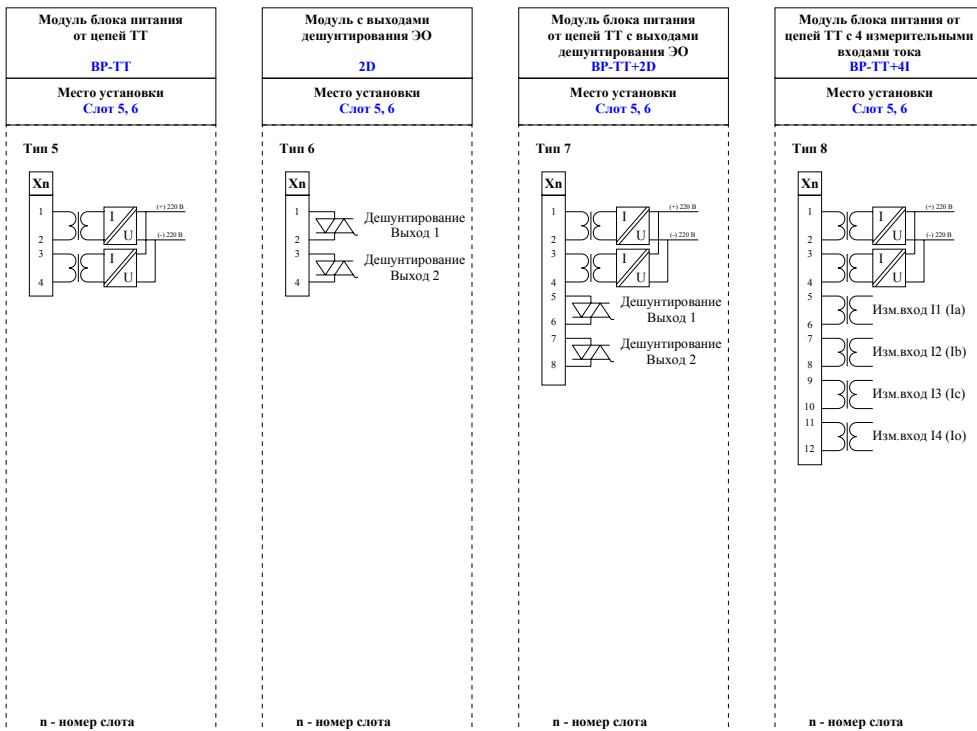 Модуль блока питания
от цепей ТТ
BP-TT
Место установки
Слот 5, 6
Тип 5
Xn
1
2
3
4
I
U
I
U
(+) 220 В
(-) 220 В
n - номер слота
Модуль с выходами
дешунтирования ЭО
2D
Место установки
Слот 5, 6
Тип 6
Xn
1
2
3
4
Дешунтирование
Выход 1
Дешунтирование
Выход 2
n - номер слота
Модуль блока питания
от цепей ТТ с выходами
дешунтирования ЭО
BP-TT+2D
Место установки
Слот 5, 6
Тип 7
Xn
1
2
3
4
5
6
7
8
I
U
I
U
(+) 220 В
(-) 220 В
Дешунтирование
Выход 1
Дешунтирование
Выход 2
n - номер слота
Модуль блока питания от
цепей ТТ с 4 измерительными
входами тока
BP-TT+4I
Место установки
Слот 5, 6
Тип 8
Xn
1
2
3
4
5
6
7
8
9
10
11
12
I
U
I
U
(+) 220 В
(-) 220 В
Изм.вход I1 (Ia)
Изм.вход I2 (Ib)
Изм.вход I3 (Ic)
Изм.вход I4 (Io)
n - номер слота